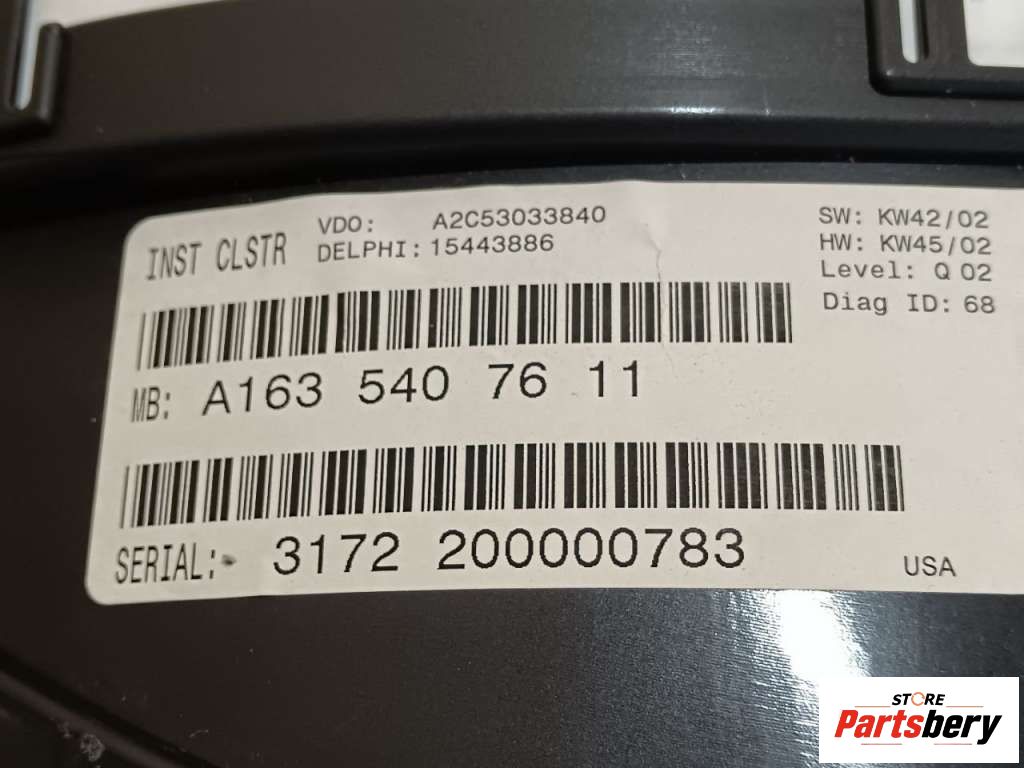 INST CLSTR
VDO: A2C53033840
DELPHI: 15443886
SW: KW42/02
HW: KW45/02
Level: Q 02
Diag ID: 68
MB: A163 540 76 11
SERIAL: 3172 200000783
USA
STORE
Partsbery